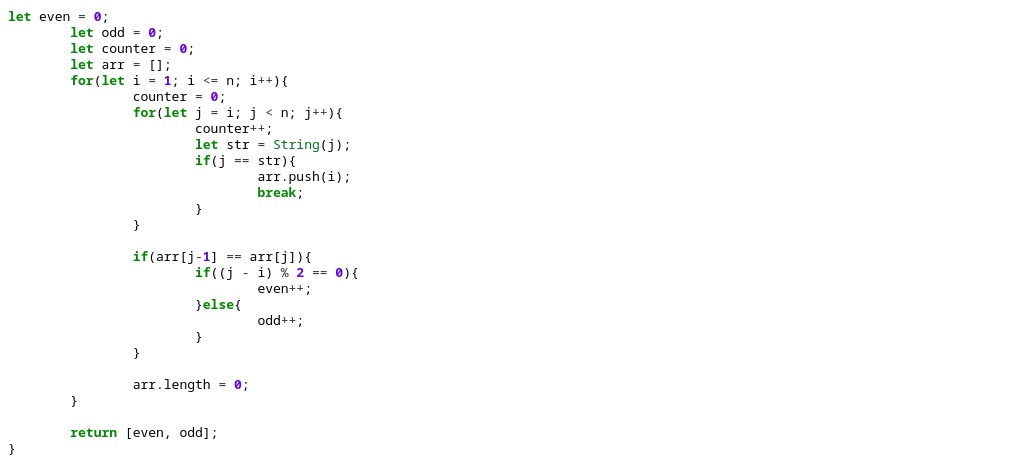 let even = 0;
        let odd = 0;
        let counter = 0;
        let arr = [];
        for(let i = 1; i <= n; i++){
                counter = 0;
                for(let j = i; j < n; j++){
                        counter++;
                        let str = String(j);
                        if(j == str){
                                arr.push(i);
                                break;
                        }
                }

                if(arr[j-1] == arr[j]){
                        if((j - i) % 2 == 0){
                                even++;
                        }else{
                                odd++;
                        }
                }

                arr.length = 0;
        }

        return [even, odd];
}